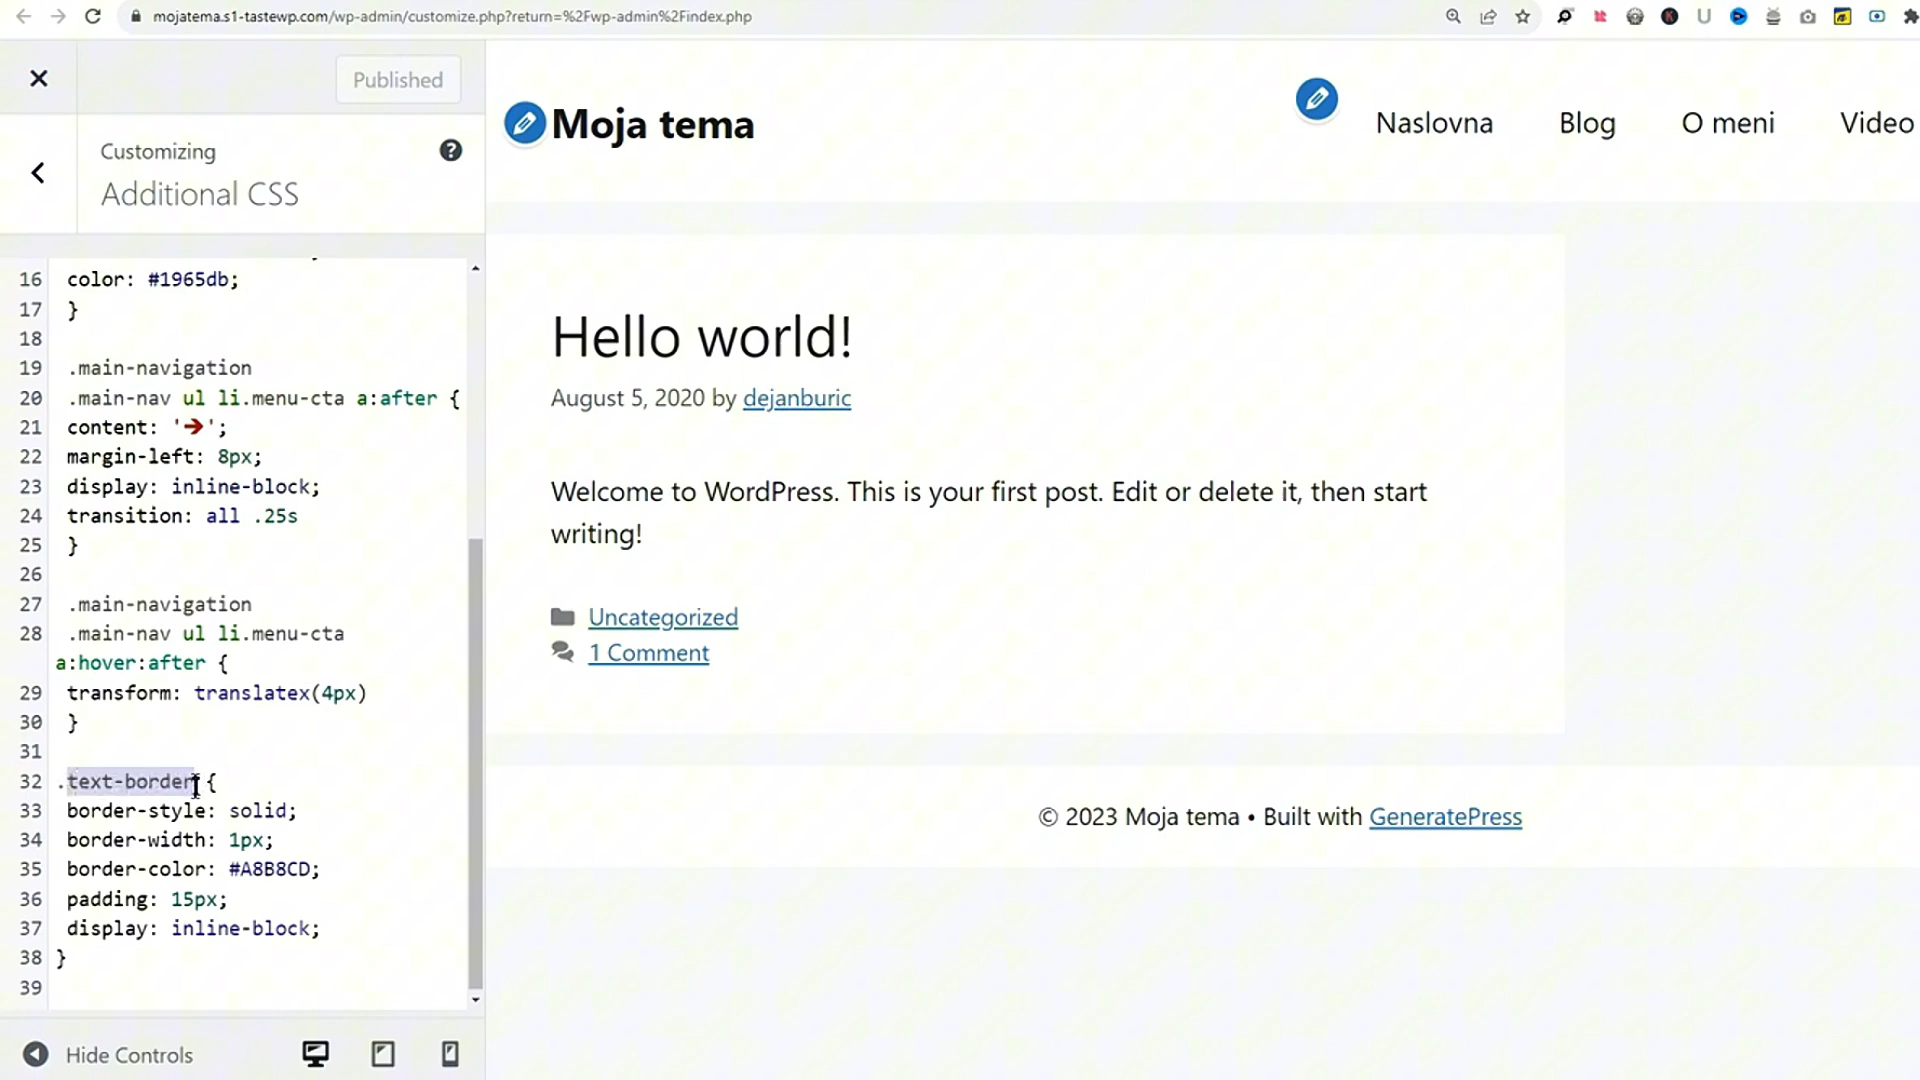 mojatema.s1-tastewp.com/wp-admin/customize.php?return=%2Fwp-admin%2Findex.php
Published
Customizing
Additional CSS
16 color: #1965db;
17 }
18
19 .main-navigation
20 .main-nav ul li.menu-cta a:after {
21 content: '➔';
22 margin-left: 8px;
23 display: inline-block;
24 transition: all .25s
25 }
26
27 .main-navigation
28 .main-nav ul li.menu-cta
a:hover:after {
29 transform: translatex(4px)
30 }
31
32 .text-border {
33 border-style: solid;
34 border-width: 1px;
35 border-color: #A8B8CD;
36 padding: 15px;
37 display: inline-block;
38 }
39
Hide Controls
Moja tema
Naslovna Blog O meni Video
Hello world!
August 5, 2020 by dejanburic
Welcome to WordPress. This is your first post. Edit or delete it, then start
writing!
Uncategorized
1 Comment
© 2023 Moja tema • Built with GeneratePress